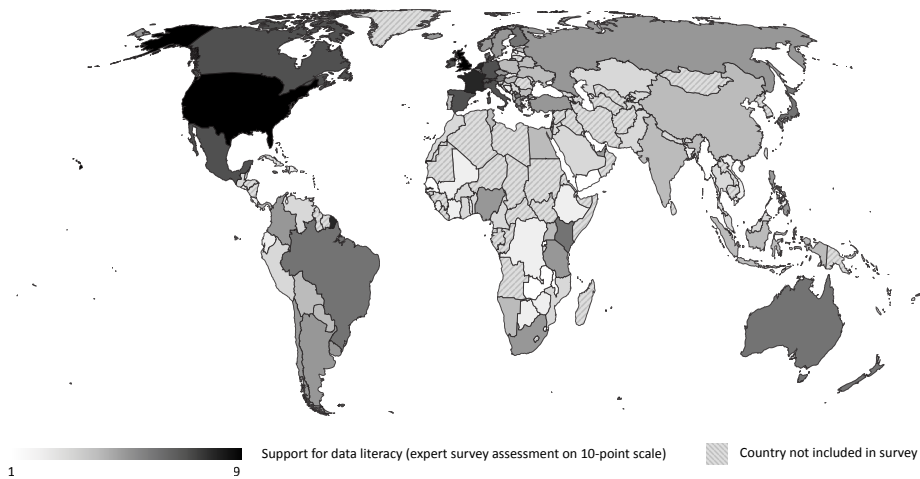 Support for data literacy (expert survey assessment on 10-point scale)
Country not included in survey
1
9